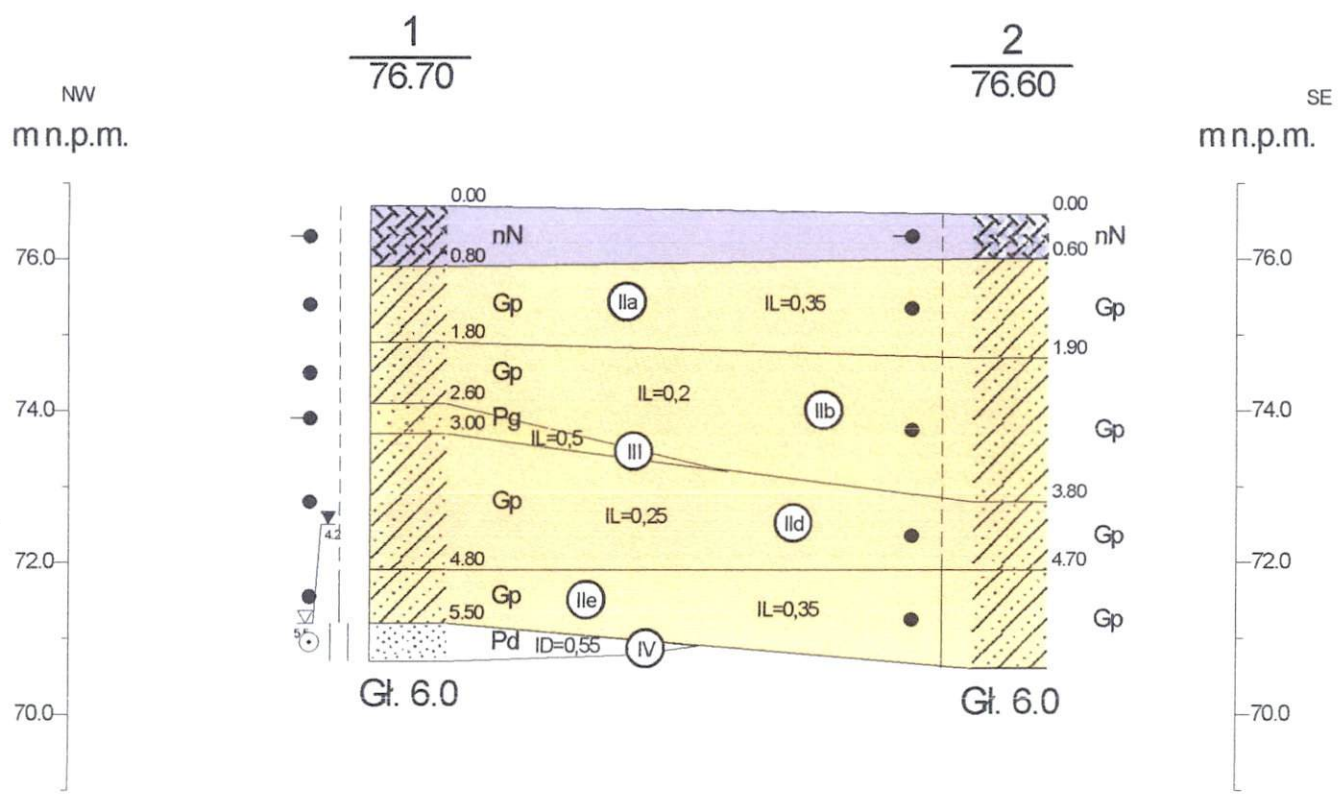 1
76.70
2
76.60
NW
SE
m n.p.m.
m n.p.m.
0.00
0.00
nN
nN
0.60
76.0
0.80
76.0
Gp
IIa
IL=0,35
Gp
1.80
1.90
Gp
IL=0,2
2.60
IIb
74.0
Pg
74.0
3.00
IL=0,5
III
Gp
3.80
Gp
IL=0,25
IId
4.2
Gp
4.80
4.70
72.0
72.0
Gp
IIe
IL=0,35
5.50
Gp
Pd
ID=0,55
IV
Gł. 6.0
Gł. 6.0
70.0
70.0